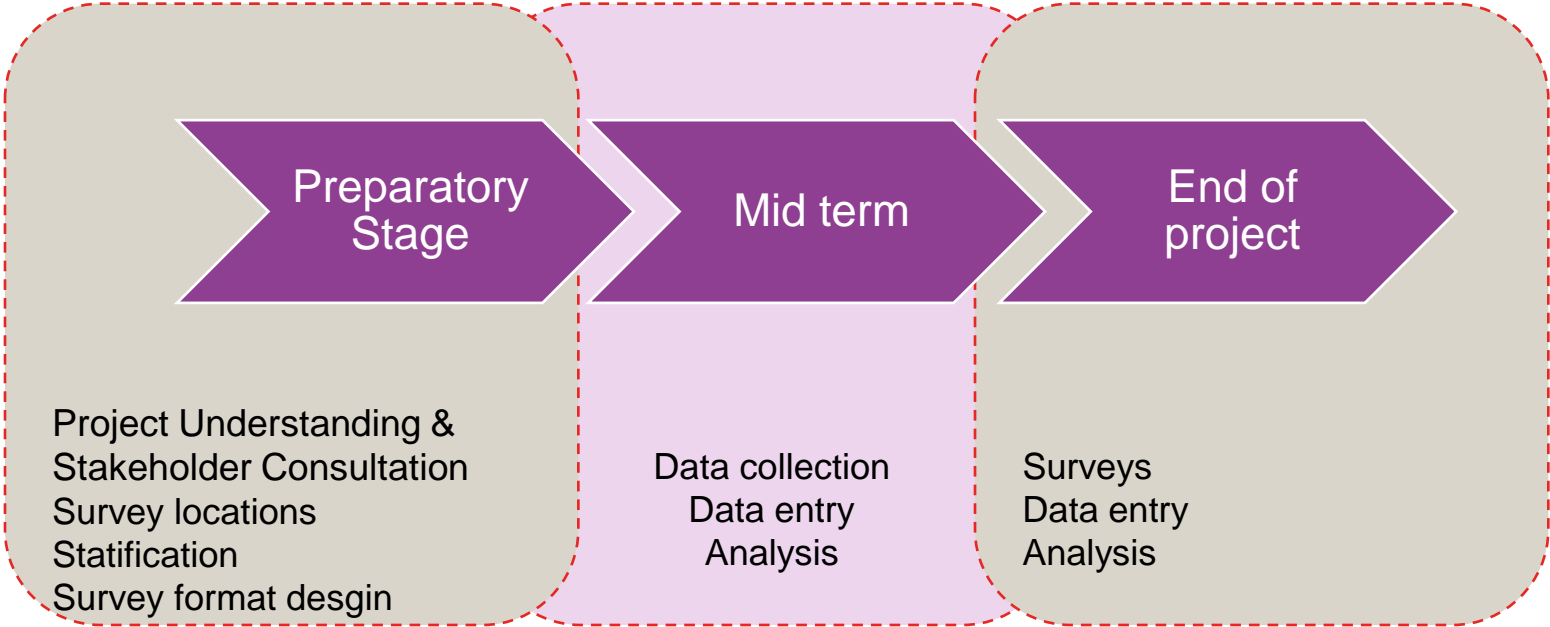 Preparatory
Stage
Mid term
End of
project
Project Understanding &
Stakeholder Consultation
Survey locations
Statification
Survey format desgin
Data collection
Data entry
Analysis
Surveys
Data entry
Analysis